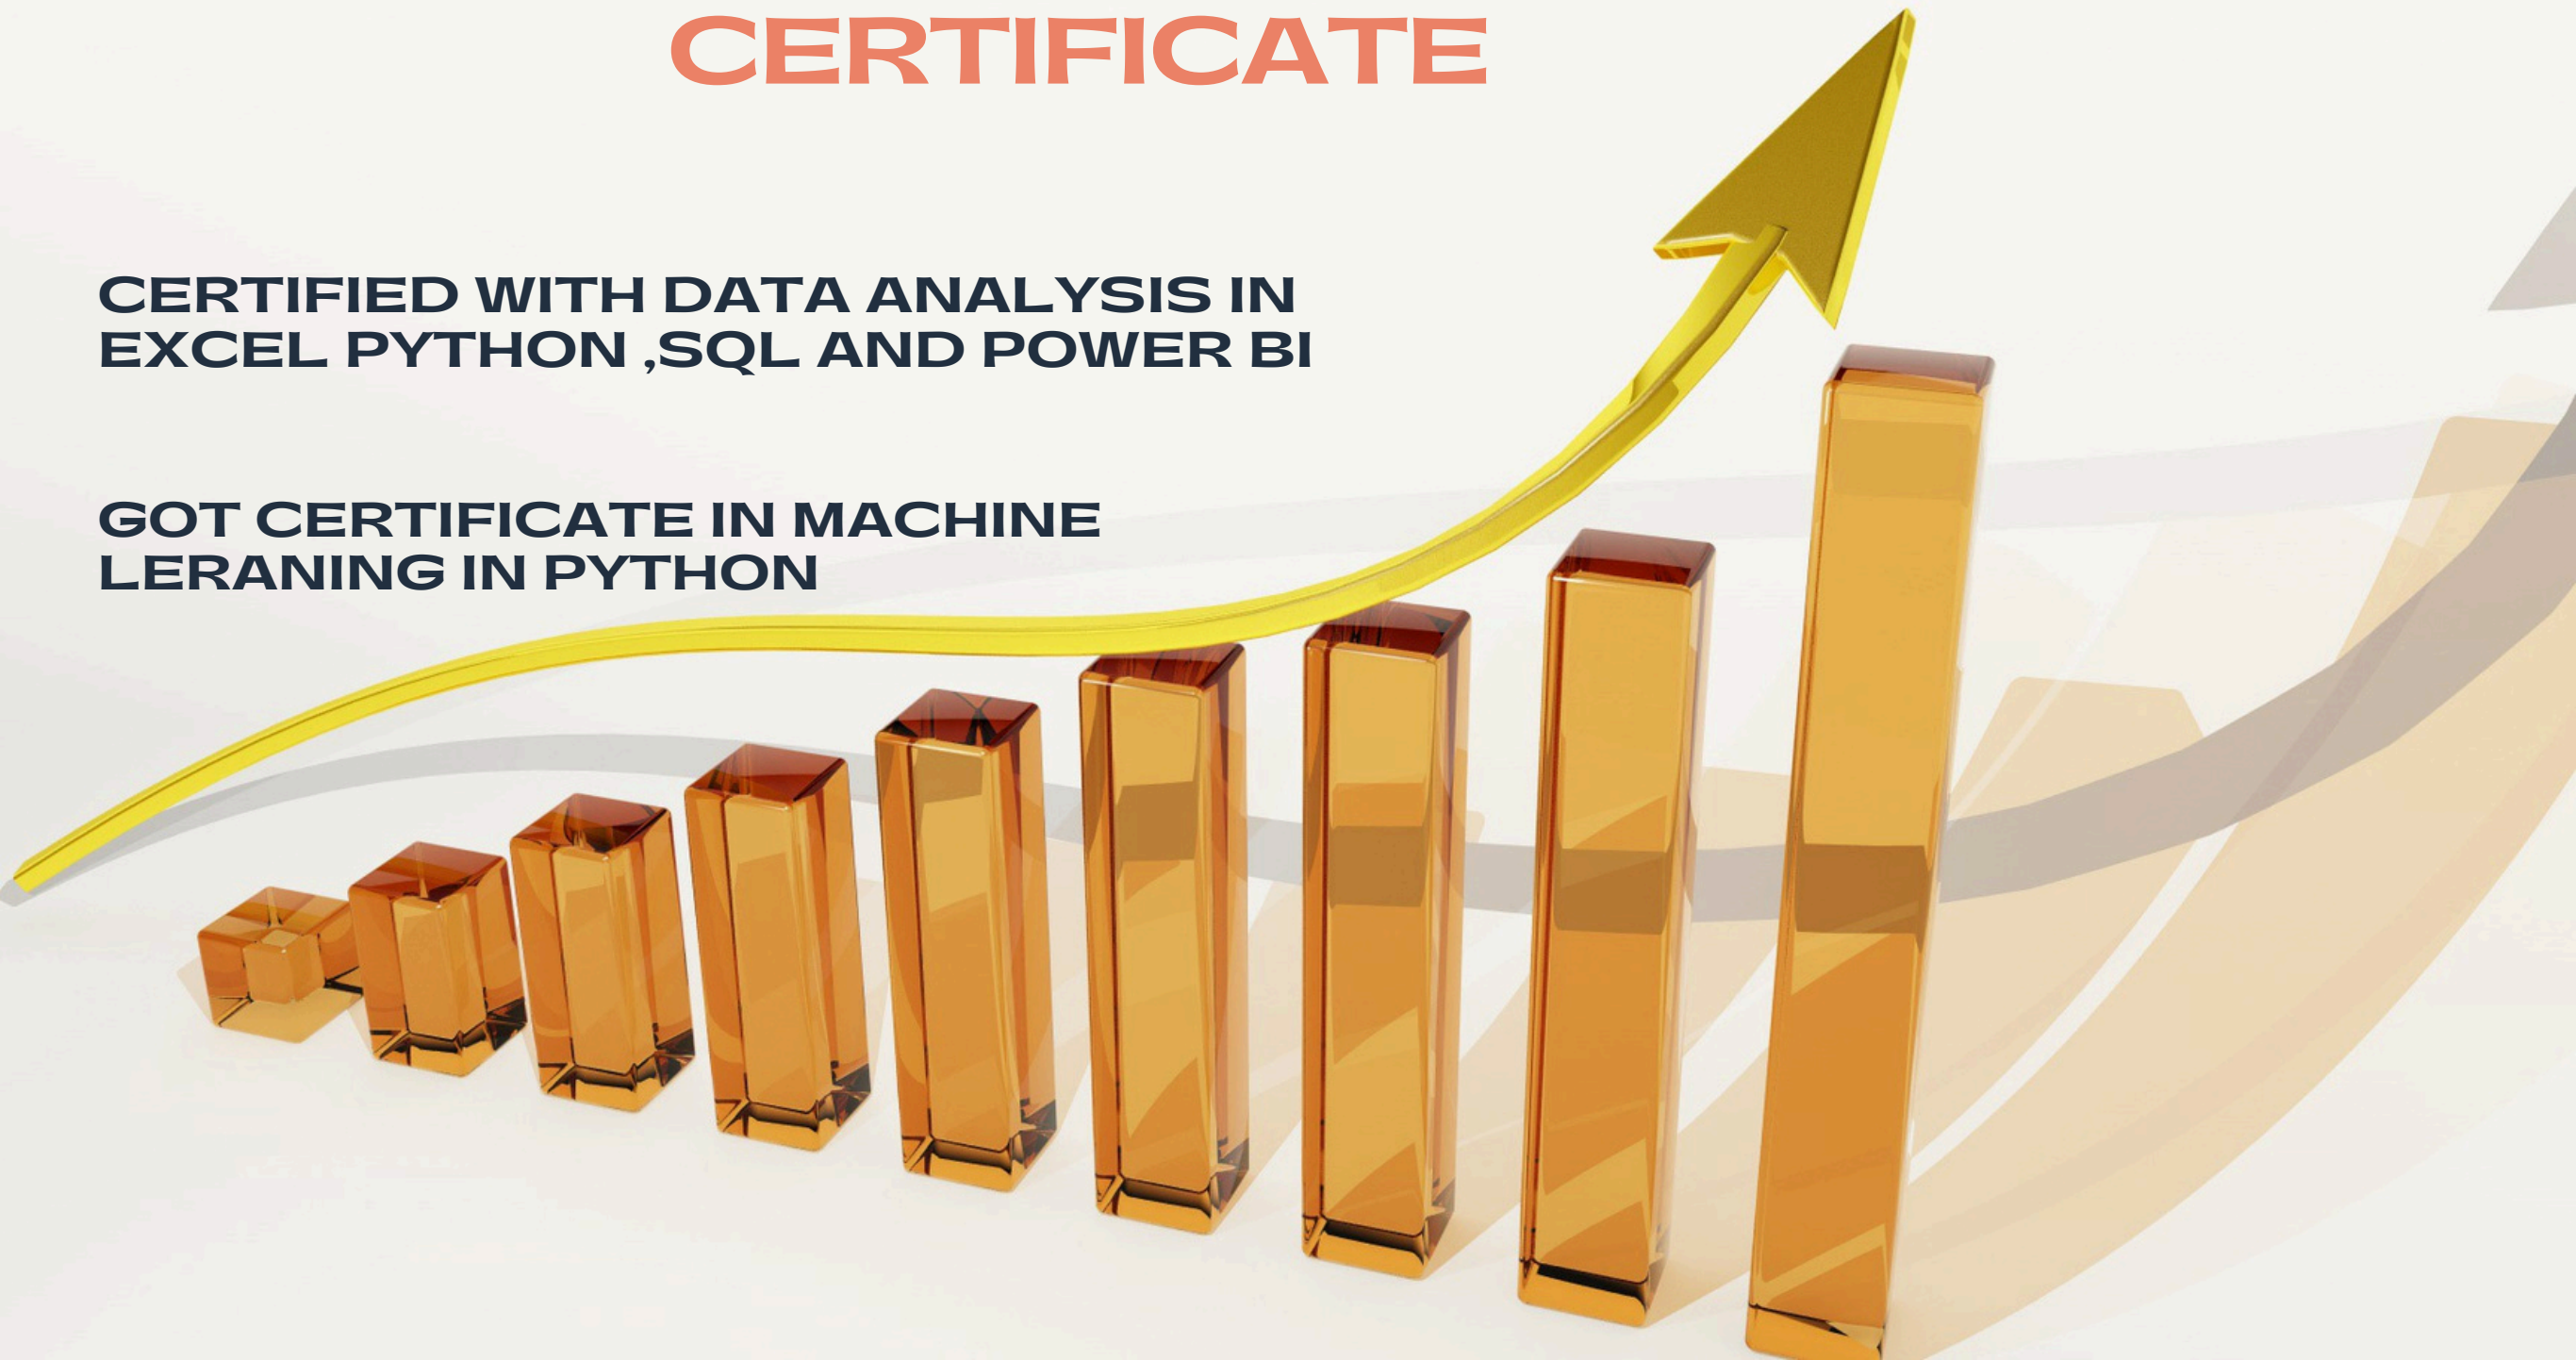 CERTIFICATE
CERTIFIED WITH DATA ANALYSIS IN
EXCEL PYTHON ,SQL AND POWER BI
GOT CERTIFICATE IN MACHINE
LERANING IN PYTHON